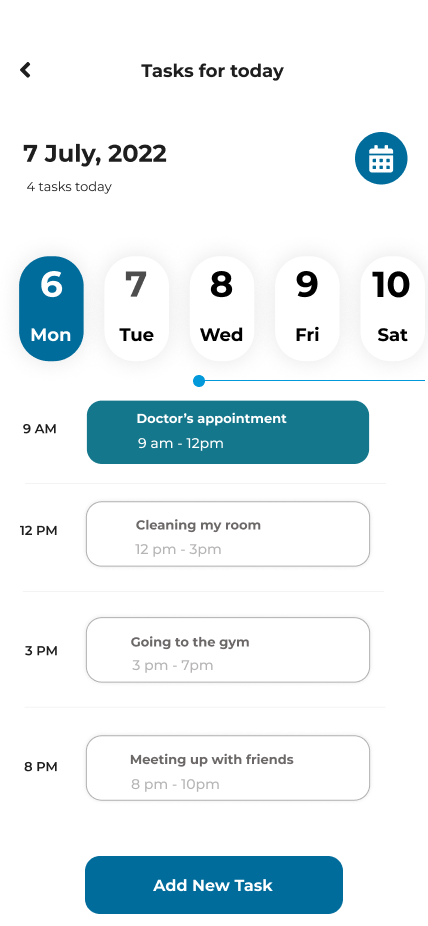 Tasks for today
7 July, 2022
4 tasks today
6 7 8 9 10
Mon Tue Wed Fri Sat
9 AM
Doctor’s appointment
9 am - 12pm
12 PM
Cleaning my room
12 pm - 3pm
3 PM
Going to the gym
3 pm - 7pm
8 PM
Meeting up with friends
8 pm - 10pm
Add New Task